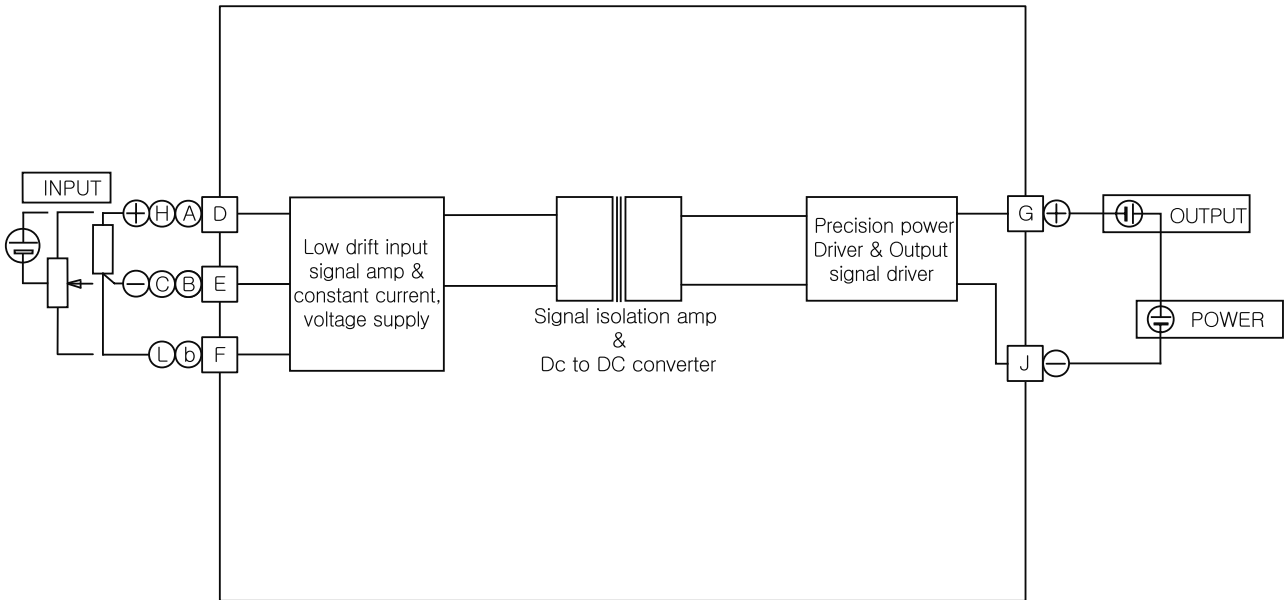 INPUT
+ H A D
− C B E
L b F
Low drift input
signal amp &
constant current,
voltage supply
Signal isolation amp
&
Dc to DC converter
Precision power
Driver & Output
signal driver
G +
J −
OUTPUT
POWER